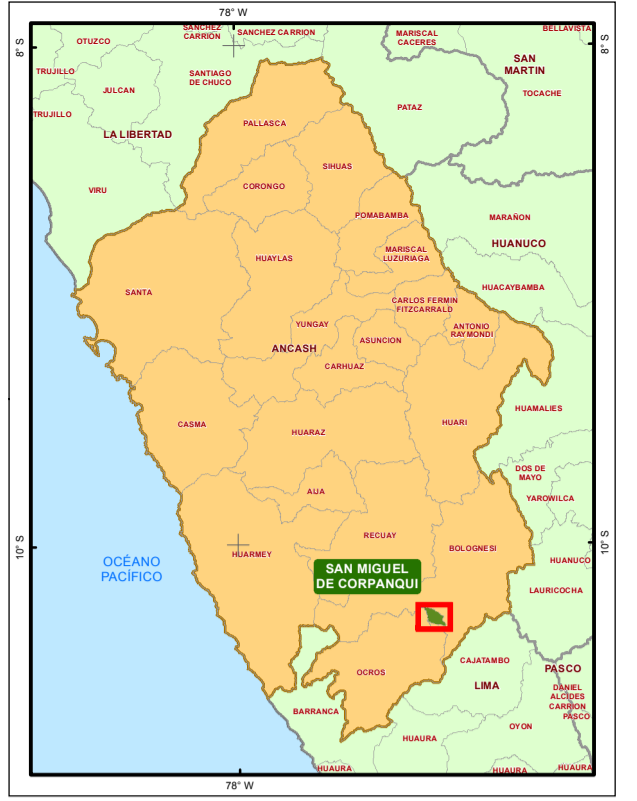 78° W
8° S
8° S
OTUZCO
SANCHEZ
CARRIÓN
SANCHEZ CARRION
MARISCAL
CACERES
BELLAVISTA
SAN
MARTIN
TRUJILLO
JULCAN
SANTIAGO
DE CHUCO
TOCACHE
PATAZ
TRUJILLO
LA LIBERTAD
PALLASCA
SIHUAS
VIRU
CORONGO
POMABAMBA
MARAÑON
HUANUCO
MARISCAL
LUZURIAGA
HUAYLAS
SANTA
HUACAYBAMBA
CARLOS FERMIN
FITZCARRALD
YUNGAY
ANTONIO
RAYMONDI
ASUNCION
ANCASH
CARHUAZ
CASMA
HUARAZ
HUARI
HUAMALIES
DOS DE
MAYO
YAROWILCA
AIJA
RECUAY
BOLOGNESI
10° S
10° S
HUARMEY
OCÉANO
PACÍFICO
SAN MIGUEL
DE CORPANQUI
HUANUCO
LAURICOCHA
OCROS
CAJATAMBO
LIMA
PASCO
DANIEL
ALCIDES
CARRION
PASCO
BARRANCA
HUAURA
OYON
HUAURA
HUAURA
HUAURA
78° W